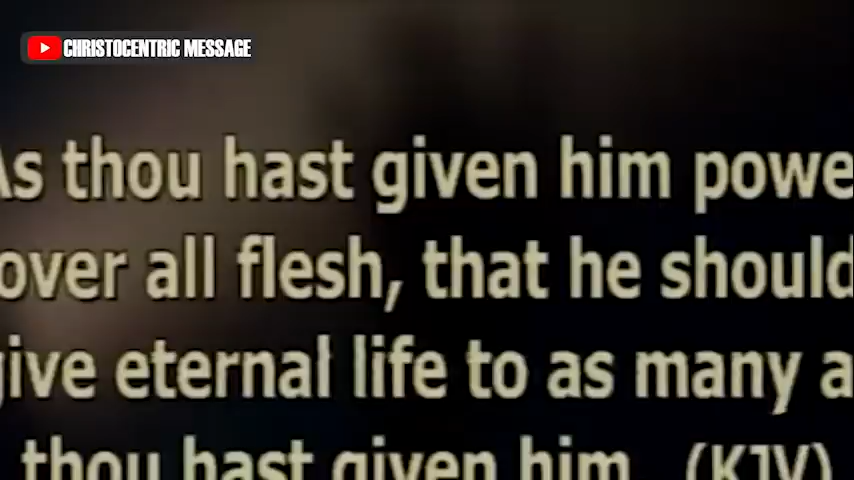 CHRISTOCENTRIC MESSAGE
As thou hast given him powe
over all flesh, that he should
give eternal life to as many a
thou hast given him. (KJV)